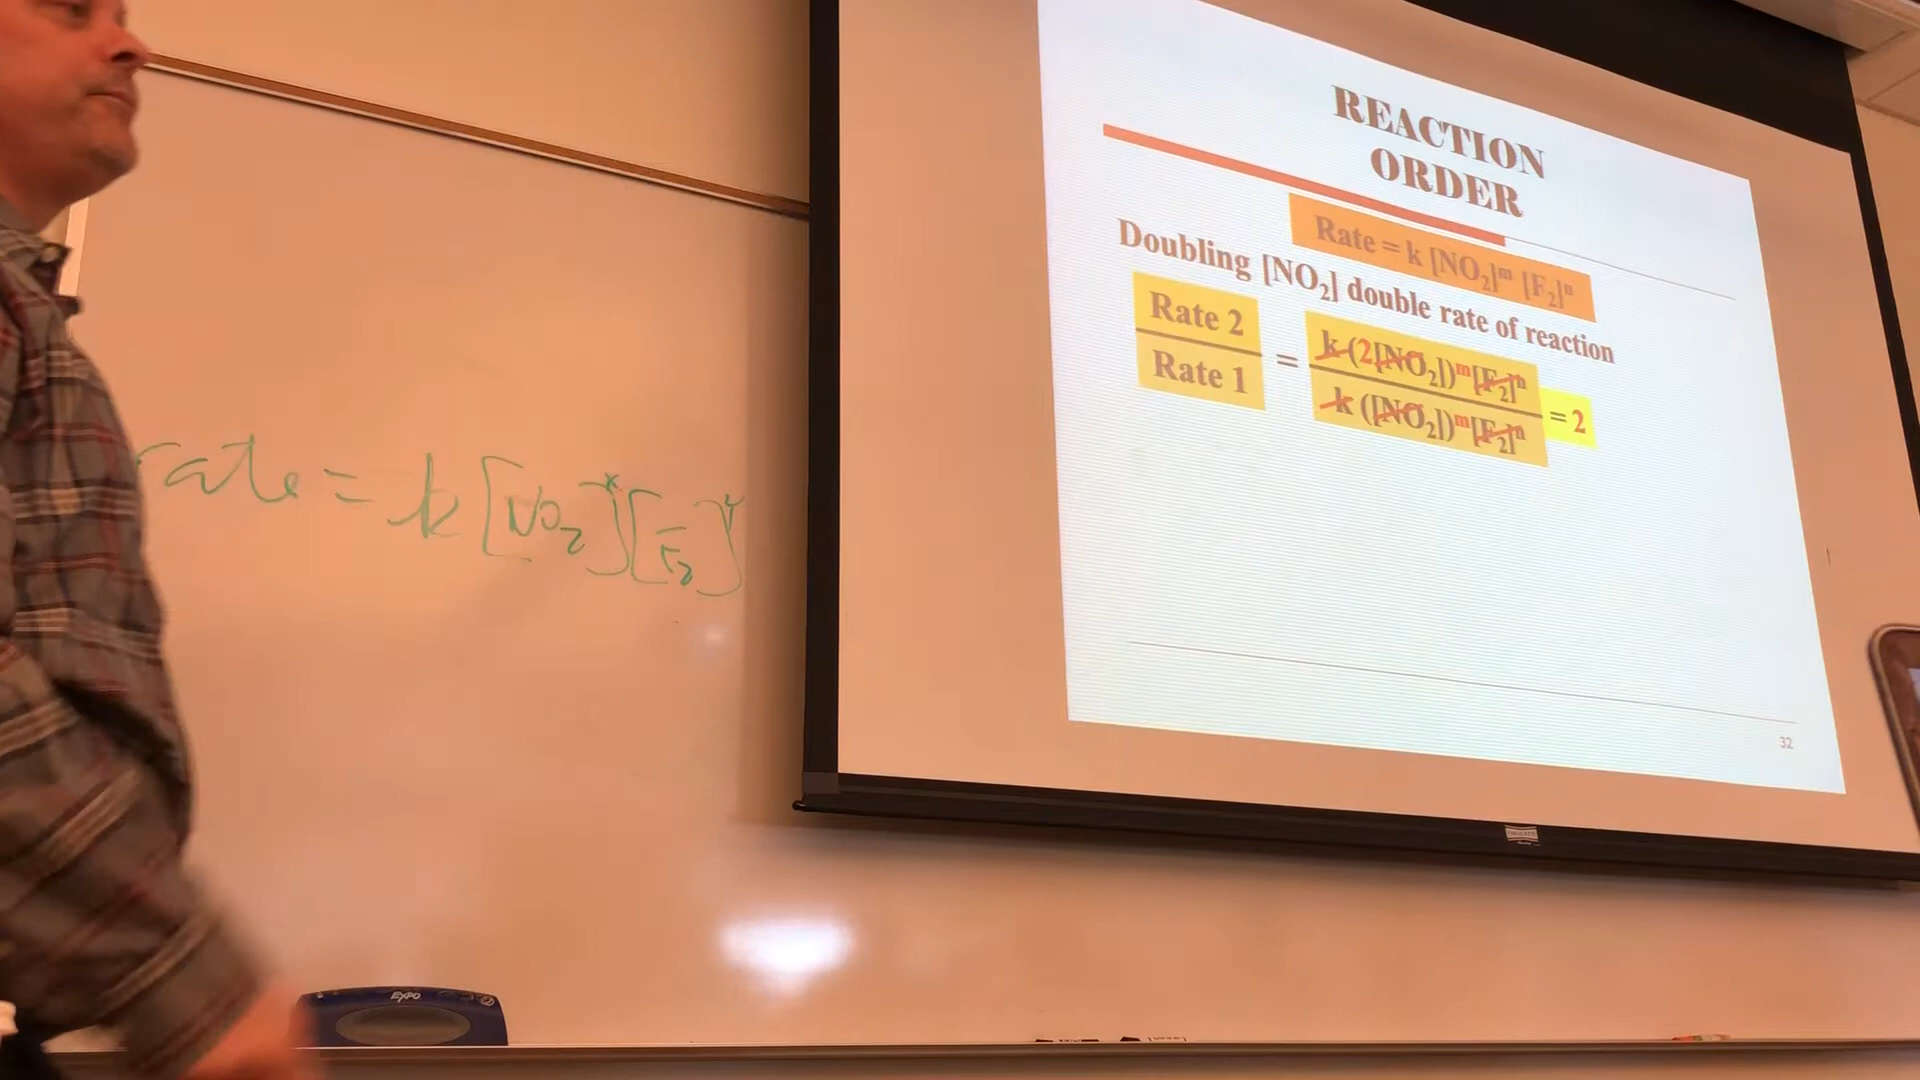 rate = k[NO₂]ˣ[F₂]ʸ
REACTION
ORDER
Rate = k [NO₂]ᵐ [F₂]ⁿ
Doubling [NO₂] double rate of reaction
Rate 2
Rate 1
=
k (2[NO₂])ᵐ[F₂]ⁿ
k ([NO₂])ᵐ[F₂]ⁿ
= 2
32
EXPO